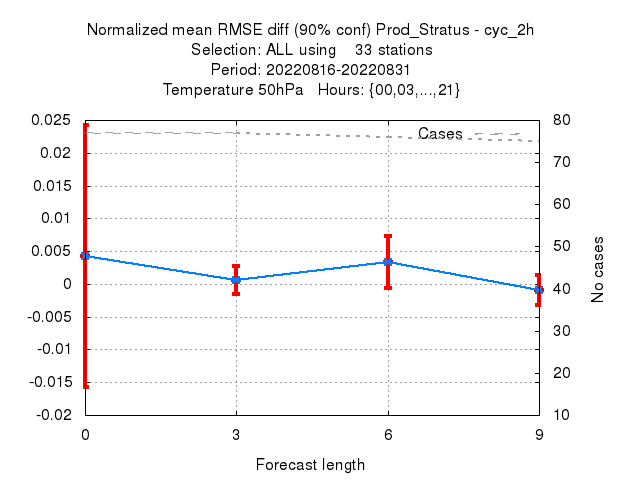 Normalized mean RMSE diff (90% conf) Prod_Stratus - cyc_2h
Selection: ALL using 33 stations
Period: 20220816-20220831
Temperature 50hPa Hours: {00,03,...,21}
0.025
0.02
0.015
0.01
0.005
0
-0.005
-0.01
-0.015
-0.02
Cases
80
70
60
50
40
30
20
10
No cases
0 3 6 9
Forecast length